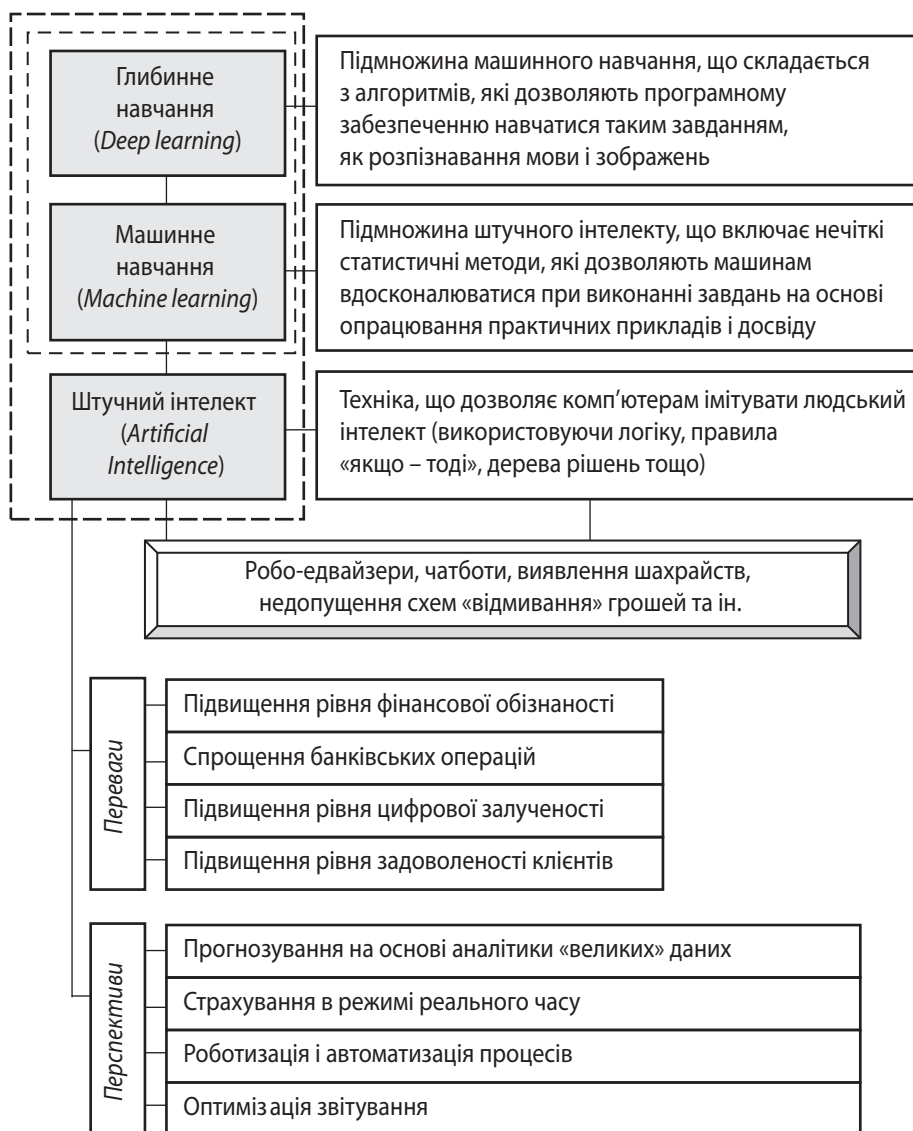 Глибинне
навчання
(Deep learning)
Підмножина машинного навчання, що складається
з алгоритмів, які дозволяють програмному
забезпеченню навчатися таким завданням,
як розпізнавання мови і зображень
Машинне
навчання
(Machine learning)
Підмножина штучного інтелекту, що включає нечіткі
статистичні методи, які дозволяють машинам
вдосконалюватися при виконанні завдань на основі
опрацювання практичних прикладів і досвіду
Штучний інтелект
(Artificial
Intelligence)
Техніка, що дозволяє комп’ютерам імітувати людський
інтелект (використовуючи логіку, правила
«якщо – тоді», дерева рішень тощо)
Робо-едвайзери, чатботи, виявлення шахрайств,
недопущення схем «відмивання» грошей та ін.
Переваги
Підвищення рівня фінансової обізнаності
Спрощення банківських операцій
Підвищення рівня цифрової залученості
Підвищення рівня задоволеності клієнтів
Перспективи
Прогнозування на основі аналітики «великих» даних
Страхування в режимі реального часу
Роботизація і автоматизація процесів
Оптимізація звітування